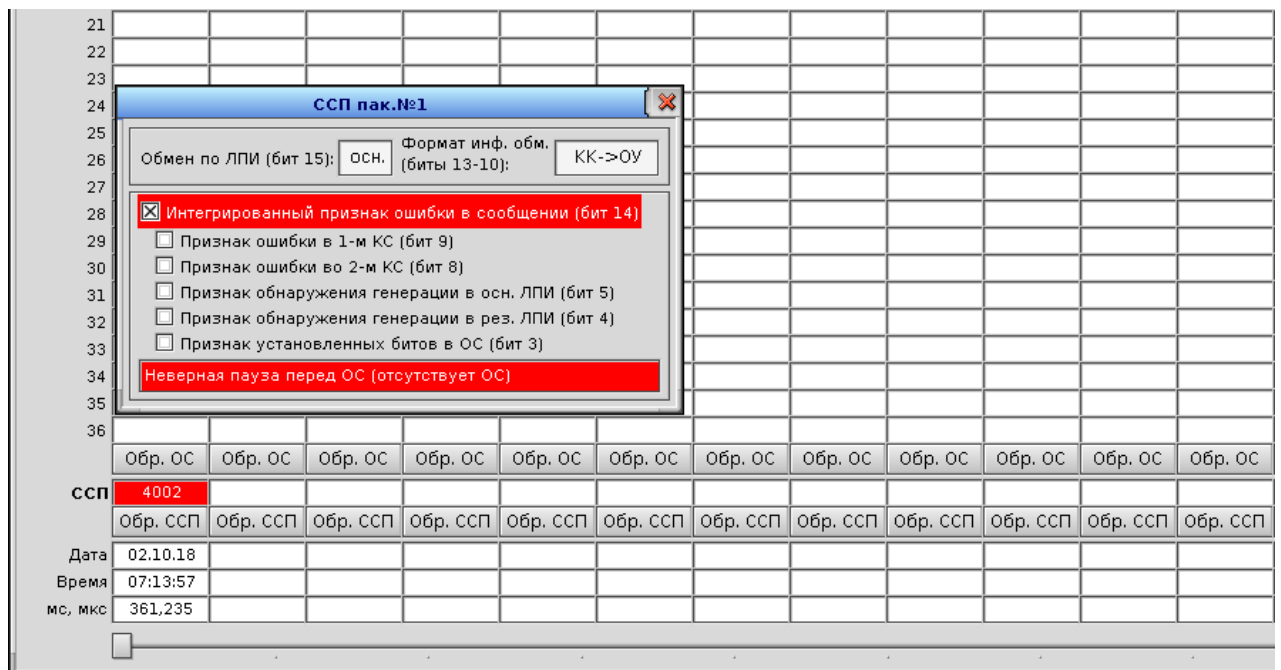 21
22
23
24
25
26
27
28
29
30
31
32
33
34
35
36
ССП пак.№1
Обмен по ЛПИ (бит 15): осн. Формат инф. обм. (биты 13-10): КК->ОУ
Интегрированный признак ошибки в сообщении (бит 14)
Признак ошибки в 1-м КС (бит 9)
Признак ошибки во 2-м КС (бит 8)
Признак обнаружения генерации в осн. ЛПИ (бит 5)
Признак обнаружения генерации в рез. ЛПИ (бит 4)
Признак установленных битов в ОС (бит 3)
Неверная пауза перед ОС (отсутствует ОС)
Обр. ОС Обр. ОС Обр. ОС Обр. ОС Обр. ОС Обр. ОС Обр. ОС Обр. ОС Обр. ОС Обр. ОС Обр. ОС Обр. ОС
ССП 4002
Обр. ССП Обр. ССП Обр. ССП Обр. ССП Обр. ССП Обр. ССП Обр. ССП Обр. ССП Обр. ССП Обр. ССП Обр. ССП Обр. ССП
Дата 02.10.18
Время 07:13:57
мс, мкс 361,235